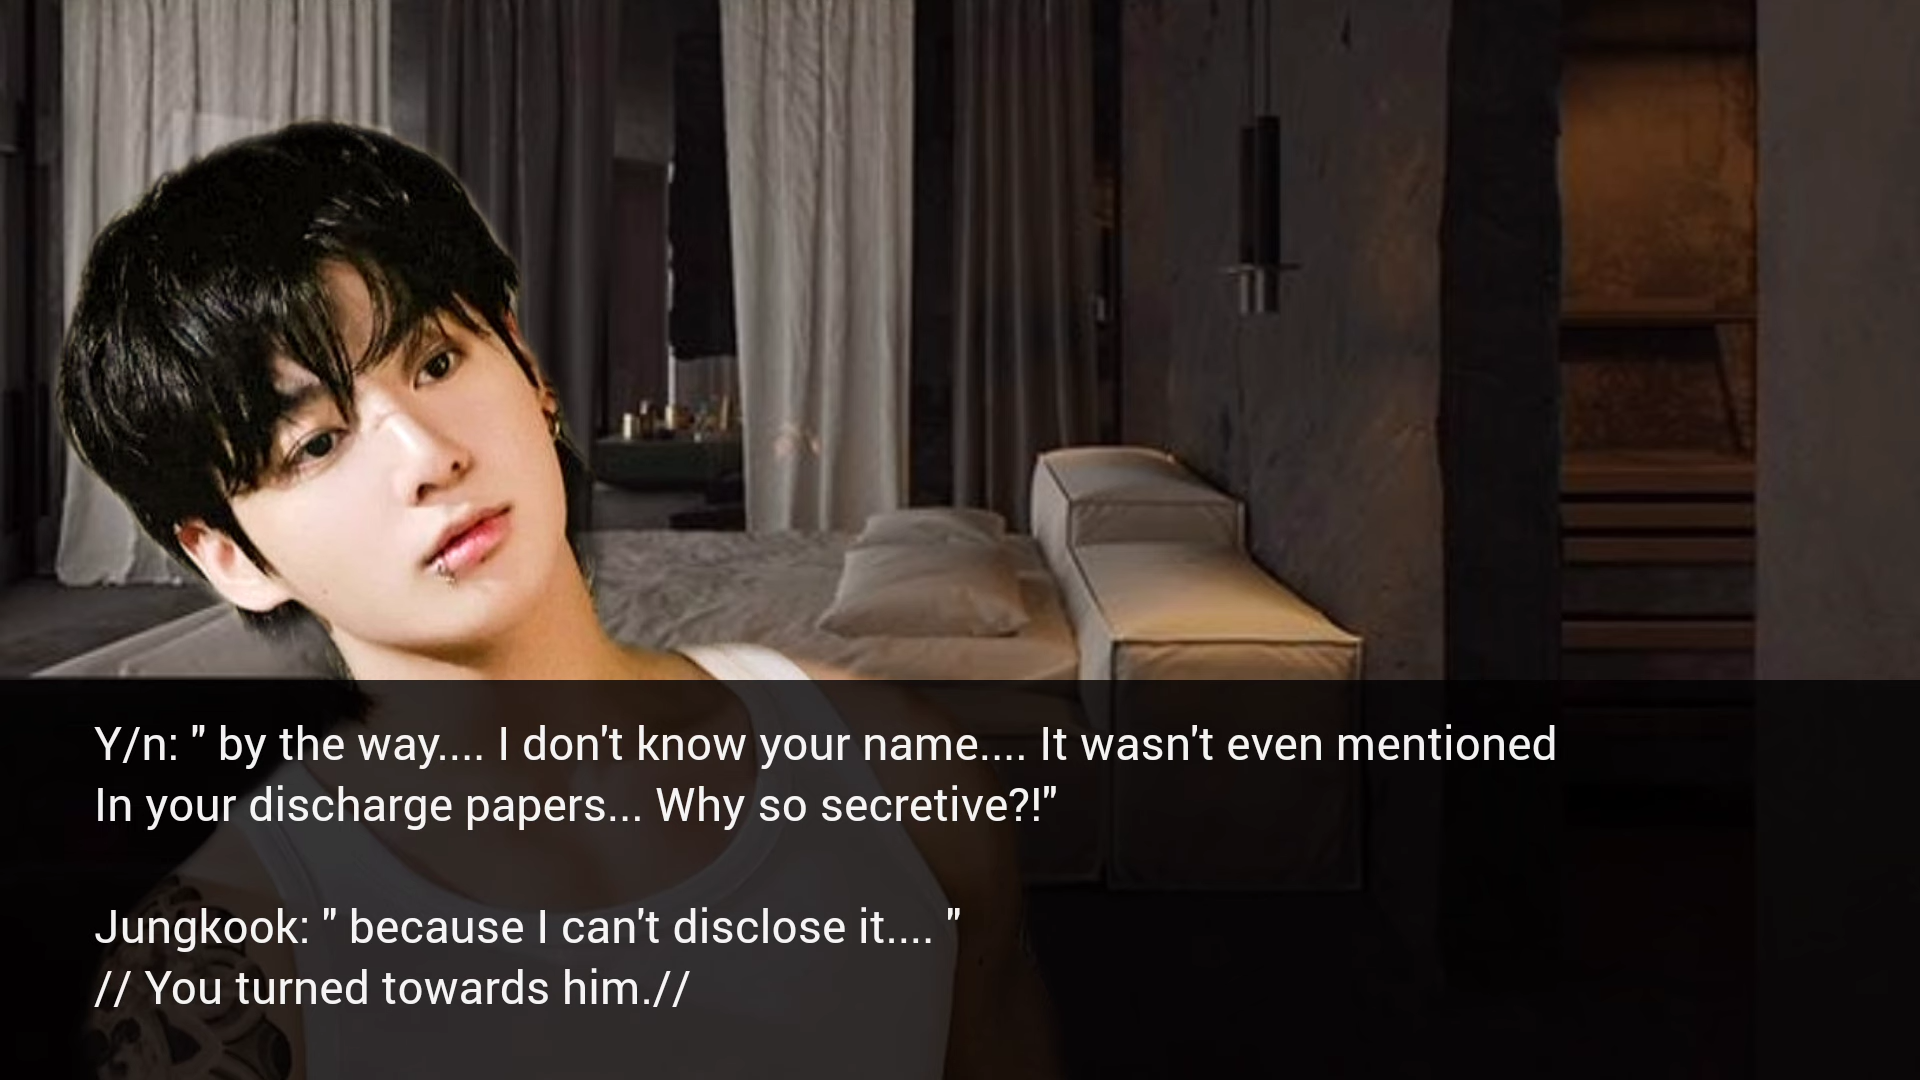 Y/n: " by the way.... I don't know your name.... It wasn't even mentioned
In your discharge papers... Why so secretive?!"
Jungkook: " because I can't disclose it.... "
// You turned towards him.//